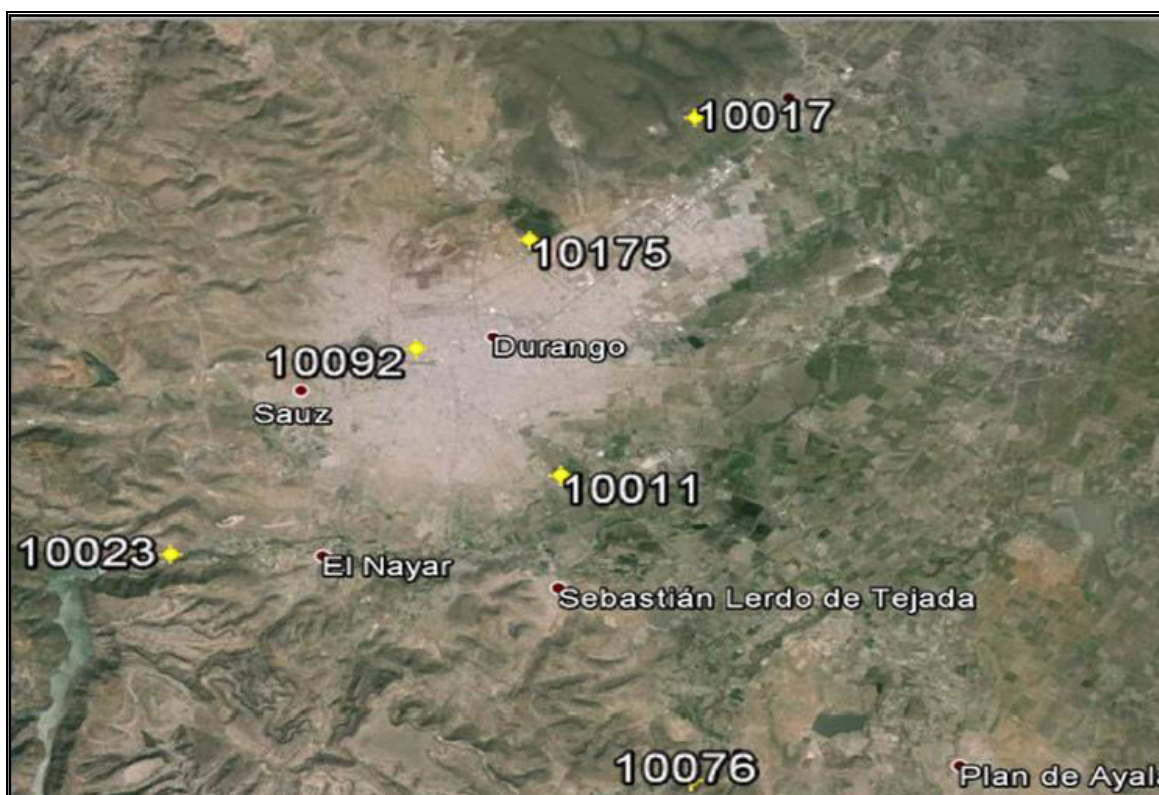 10017
10175
Durango
10092
Sauz
10011
10023
El Nayar
Sebastián Lerdo de Tejada
10076
Plan de Ayala